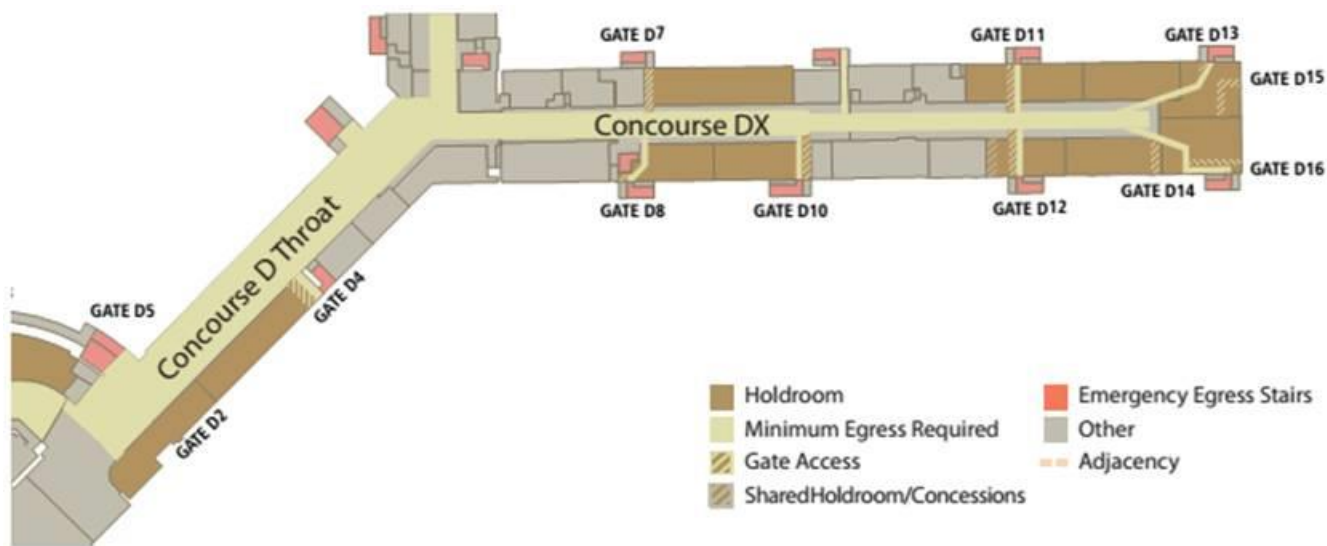 GATE D7
GATE D11
GATE D13
GATE D15
Concourse DX
GATE D16
GATE D8
GATE D10
GATE D12
GATE D14
Concourse D Throat
GATE D4
GATE D5
GATE D2
Holdroom
Minimum Egress Required
Gate Access
SharedHoldroom/Concessions
Emergency Egress Stairs
Other
Adjacency